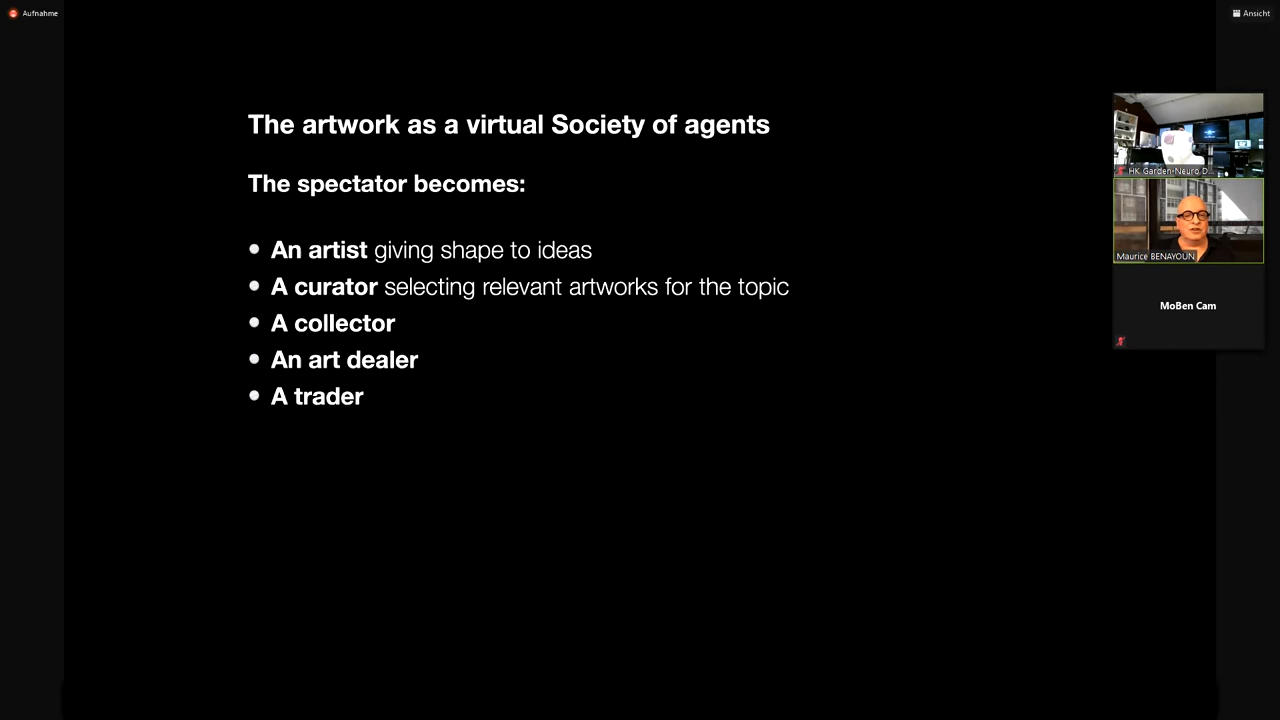 Aufnahme
Ansicht
The artwork as a virtual Society of agents
The spectator becomes:
An artist giving shape to ideas
A curator selecting relevant artworks for the topic
A collector
An art dealer
A trader
HK Garden-Neuro D...
Maurice BENAYOUN
MoBen Cam